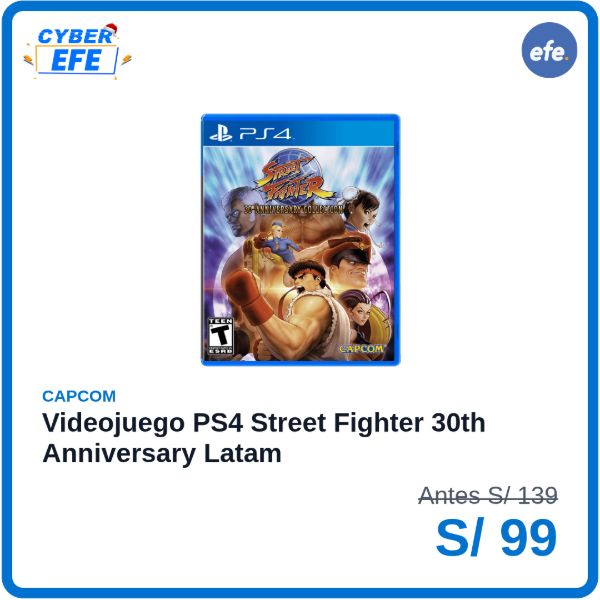 CYBER
EFE
efe.
PS4
STREET
FIGHTER
30TH ANNIVERSARY COLLECTION
TEEN
T
ESRB
CAPCOM
CAPCOM
Videojuego PS4 Street Fighter 30th
Anniversary Latam
Antes S/ 139
S/ 99